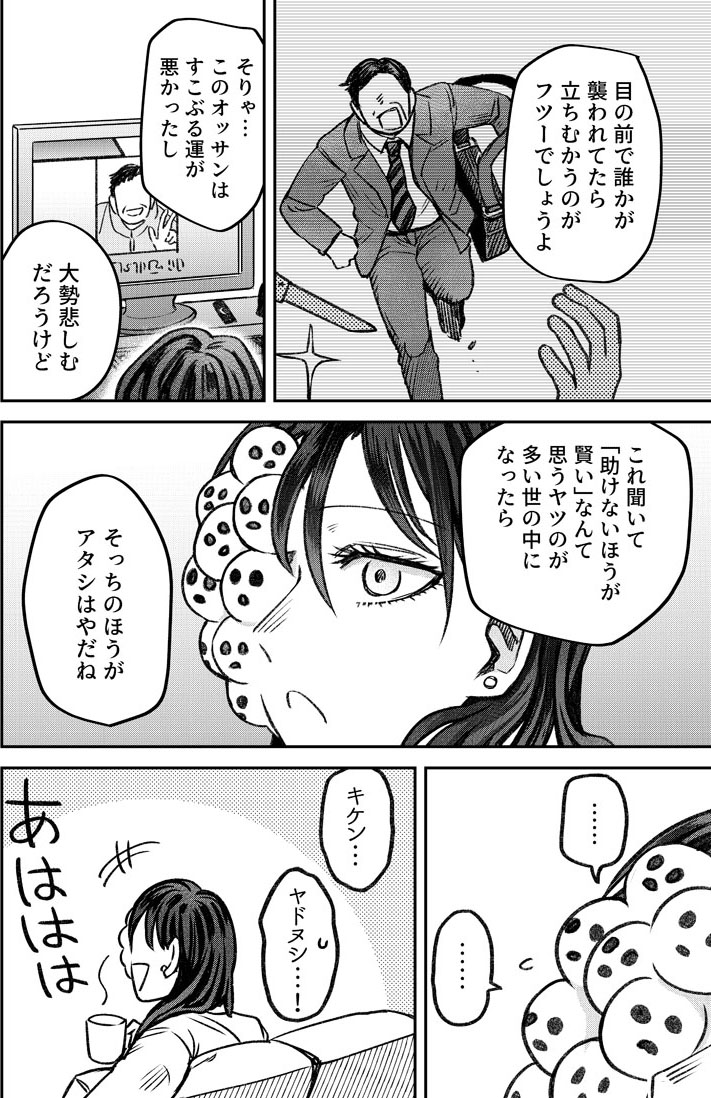 目の前で誰かが
襲われてたら
立ちむかうのが
フツーでしょうよ
そりゃ…
このオッサンは
すこぶる運が
悪かったし
大勢悲しむ
だろうけど
これ聞いて
「助けないほうが
賢い」なんて
思うヤツのが
多い世の中に
なったら
そっちのほうが
アタシはやだね
……
……
キケン…
ヤドヌシ…！
あははは